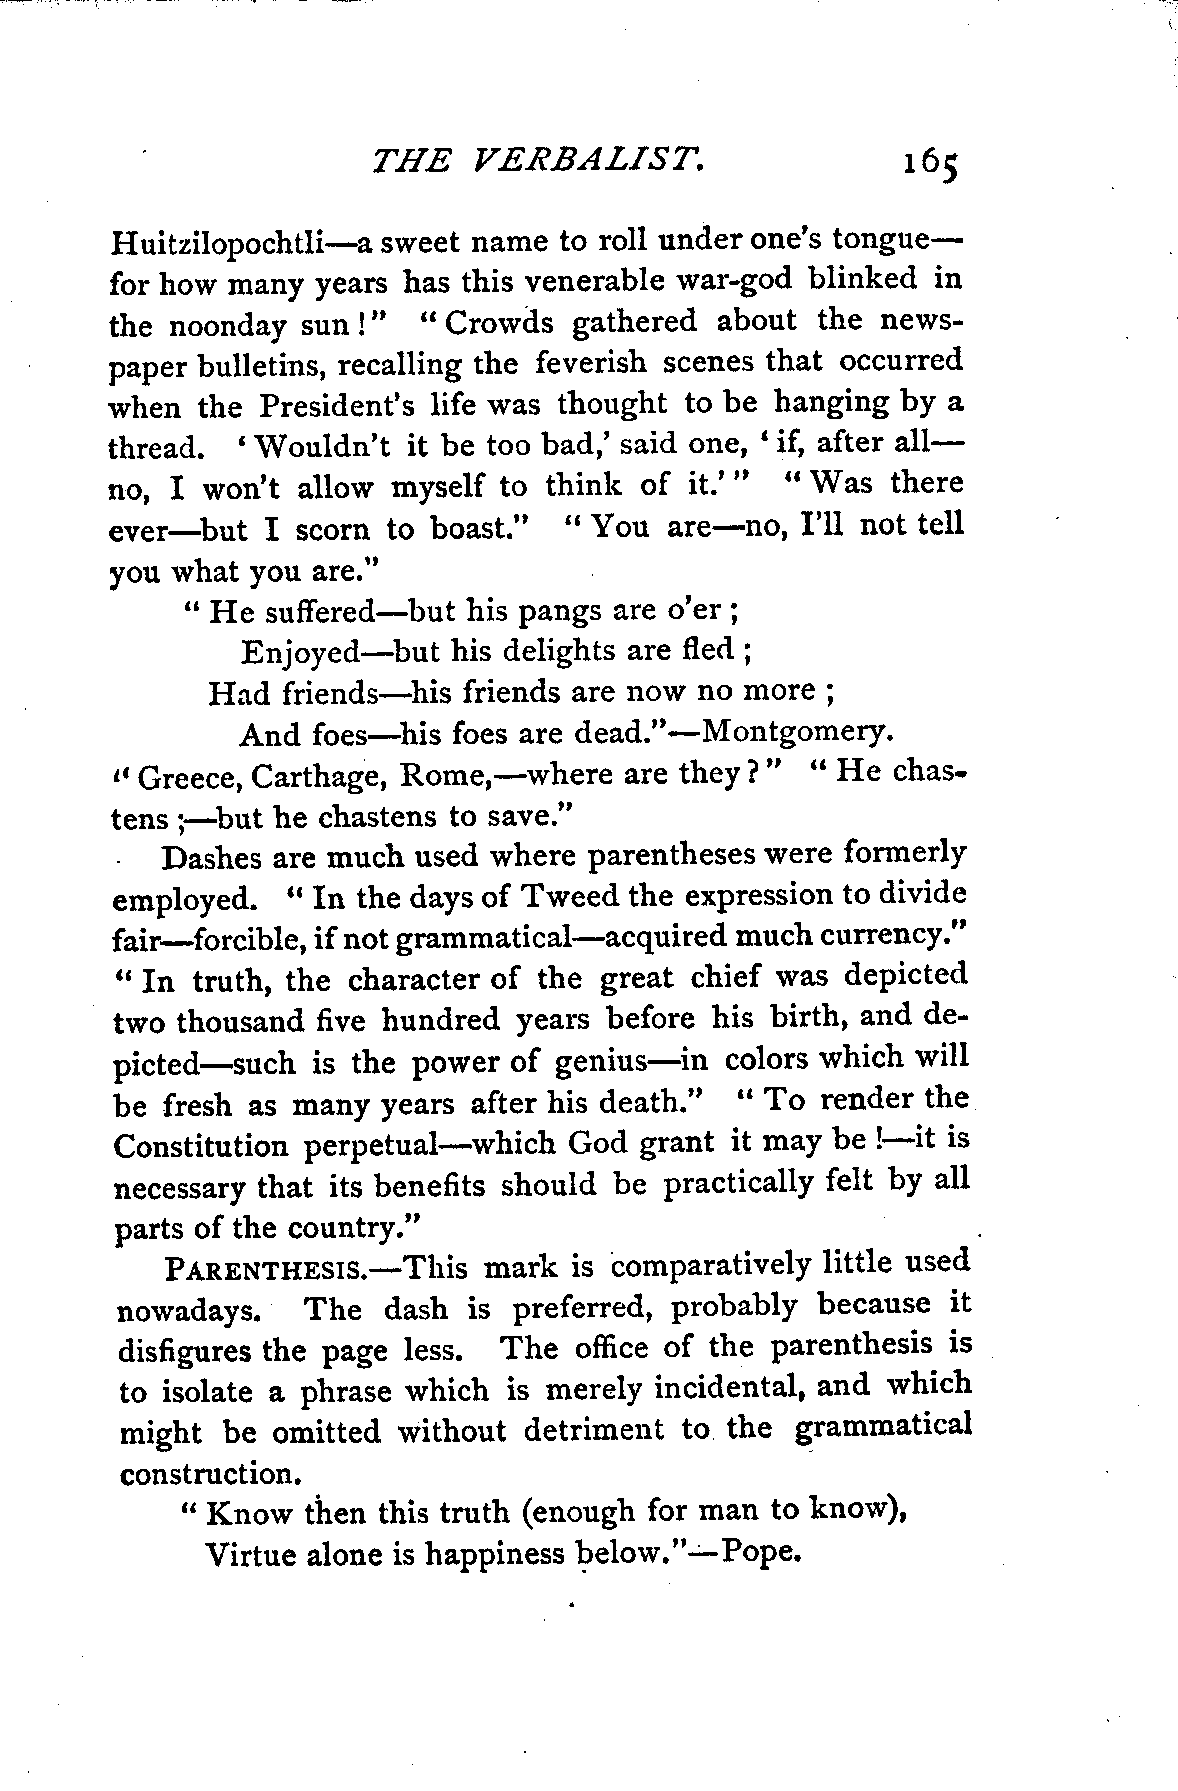 THE VERBALIST. 165
Huitzilopochtli—a sweet name to roll under one's tongue—
for how many years has this venerable war-god blinked in
the noonday sun!" "Crowds gathered about the news-
paper bulletins, recalling the feverish scenes that occurred
when the President's life was thought to be hanging by a
thread. 'Wouldn't it be too bad,' said one, 'if, after all—
no, I won't allow myself to think of it.'" "Was there
ever—but I scorn to boast." "You are—no, I'll not tell
you what you are."
"He suffered—but his pangs are o'er;
Enjoyed—but his delights are fled;
Had friends—his friends are now no more;
And foes—his foes are dead."—Montgomery.
"Greece, Carthage, Rome,—where are they?" "He chas-
tens;—but he chastens to save."
Dashes are much used where parentheses were formerly
employed. "In the days of Tweed the expression to divide
fair—forcible, if not grammatical—acquired much currency."
"In truth, the character of the great chief was depicted
two thousand five hundred years before his birth, and de-
picted—such is the power of genius—in colors which will
be fresh as many years after his death." "To render the
Constitution perpetual—which God grant it may be!—it is
necessary that its benefits should be practically felt by all
parts of the country."
PARENTHESIS.—This mark is comparatively little used
nowadays. The dash is preferred, probably because it
disfigures the page less. The office of the parenthesis is
to isolate a phrase which is merely incidental, and which
might be omitted without detriment to the grammatical
construction.
"Know then this truth (enough for man to know),
Virtue alone is happiness below."—Pope.